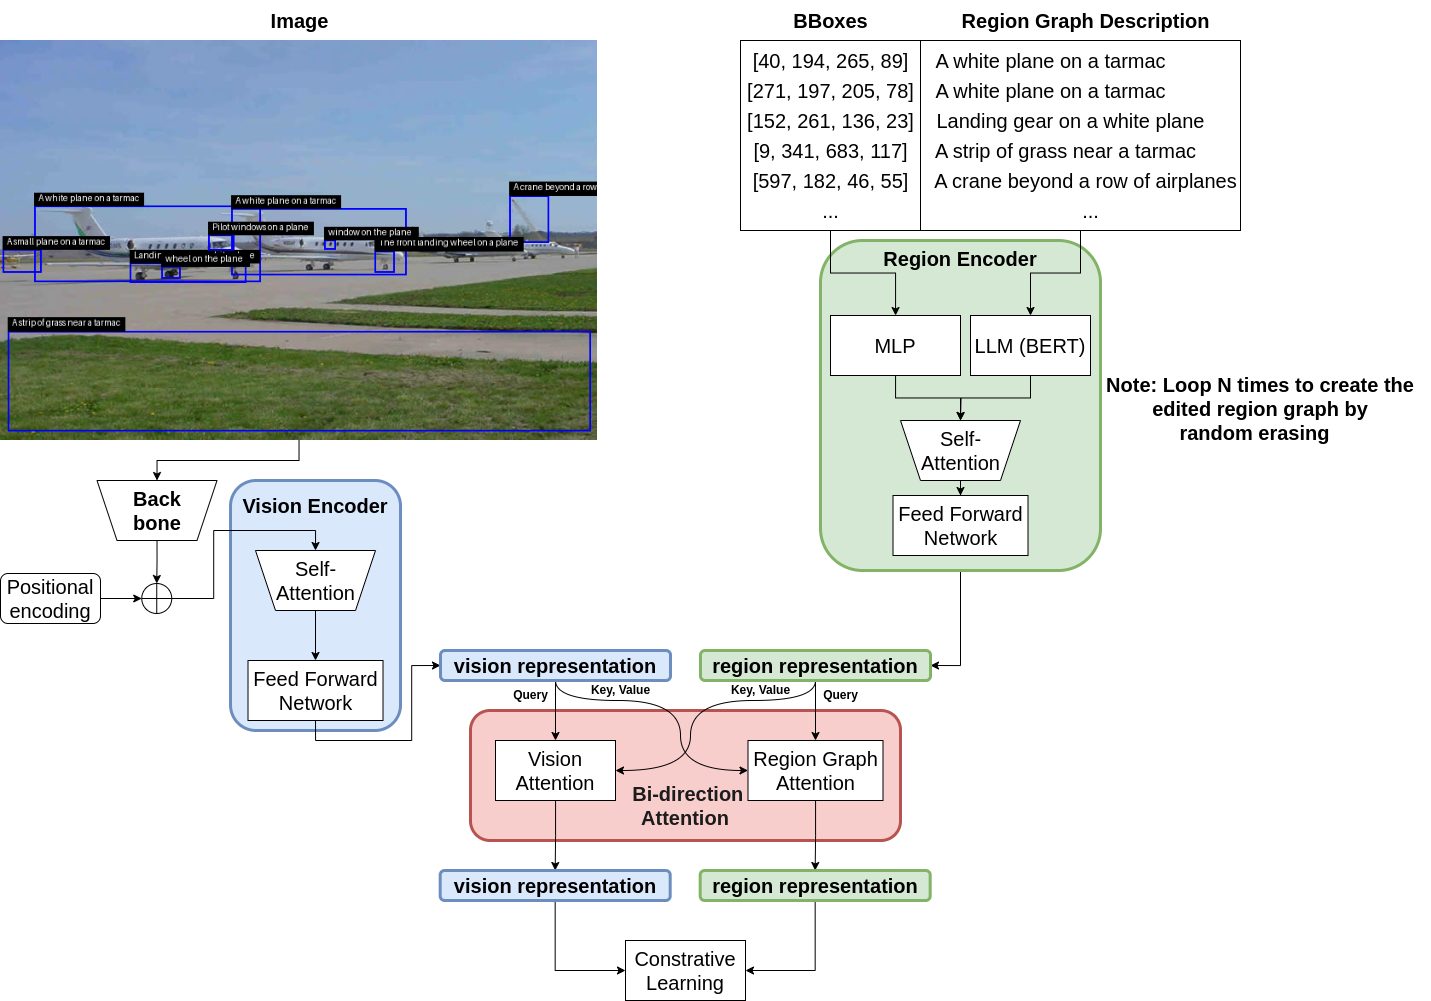 Image
BBoxes
Region Graph Description
[40, 194, 265, 89]
A white plane on a tarmac
[271, 197, 205, 78]
A white plane on a tarmac
[152, 261, 136, 23]
Landing gear on a white plane
[9, 341, 683, 117]
A strip of grass near a tarmac
[597, 182, 46, 55]
A crane beyond a row of airplanes
...
...
A crane beyond a row
A white plane on a tarmac
A white plane on a tarmac
Pilot windows on a plane
window on the plane
A small plane on a tarmac
The front landing wheel on a plane
Landin
wheel on the plane
A strip of grass near a tarmac
Region Encoder
MLP
LLM (BERT)
Note: Loop N times to create the
edited region graph by
random erasing
Self-
Attention
Feed Forward
Network
Back
bone
Vision Encoder
Self-
Attention
Positional
encoding
Feed Forward
Network
vision representation
region representation
Query
Key, Value
Key, Value
Query
Vision
Attention
Region Graph
Attention
Bi-direction
Attention
vision representation
region representation
Constrative
Learning